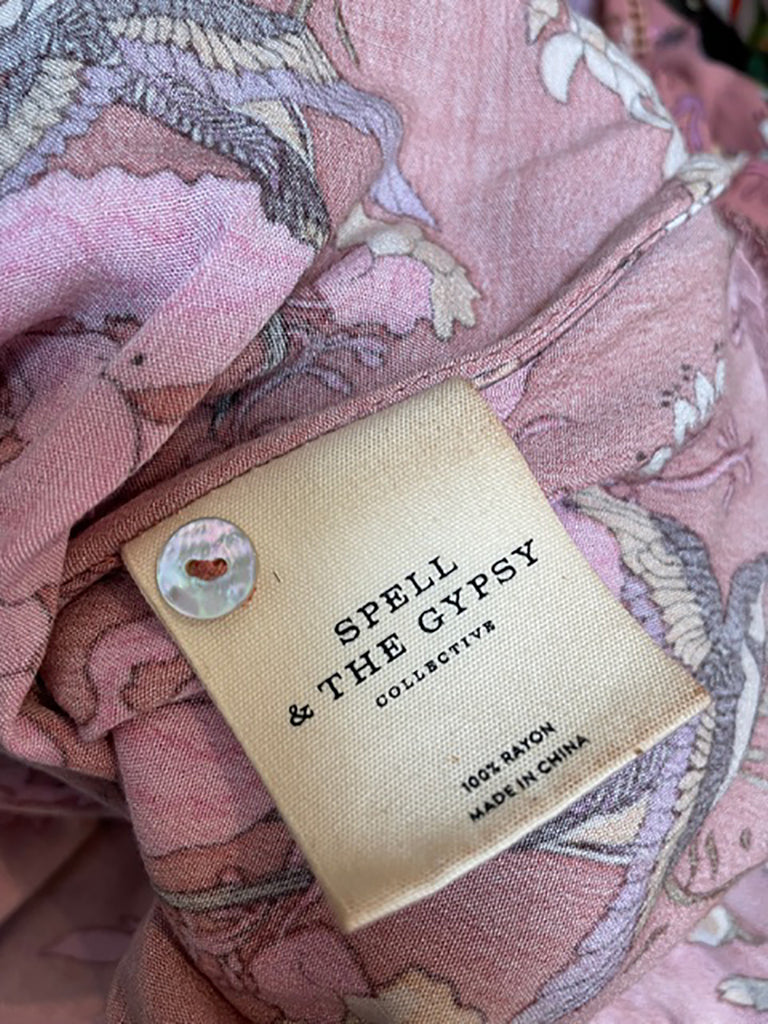 SPELL
& THE GYPSY
COLLECTIVE
100% RAYON
MADE IN CHINA